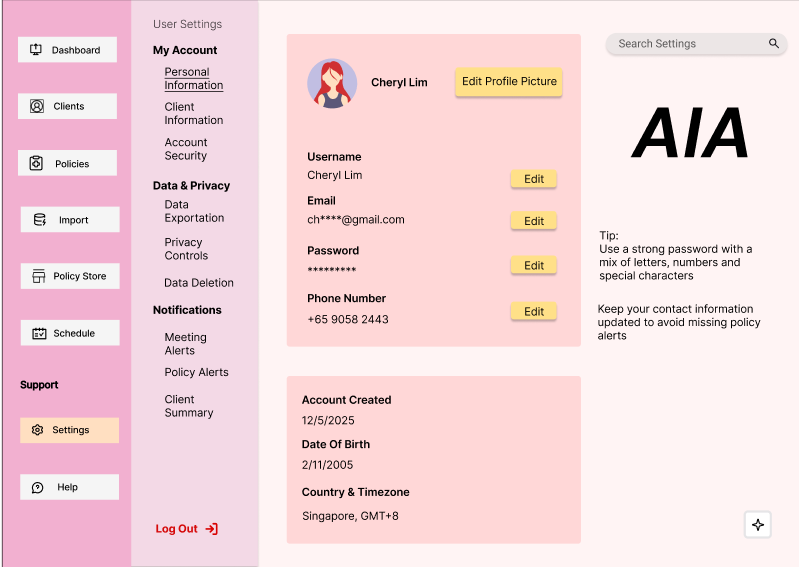 Dashboard
Clients
Policies
Import
Policy Store
Schedule
Support
Settings
Help
User Settings
My Account
Personal
Information
Client
Information
Account
Security
Data & Privacy
Data
Exportation
Privacy
Controls
Data Deletion
Notifications
Meeting
Alerts
Policy Alerts
Client
Summary
Log Out
Cheryl Lim
Edit Profile Picture
Username
Cheryl Lim
Edit
Email
ch****@gmail.com
Edit
Password
*********
Edit
Phone Number
+65 9058 2443
Edit
Account Created
12/5/2025
Date Of Birth
2/11/2005
Country & Timezone
Singapore, GMT+8
Search Settings
AIA
Tip:
Use a strong password with a
mix of letters, numbers and
special characters
Keep your contact information
updated to avoid missing policy
alerts